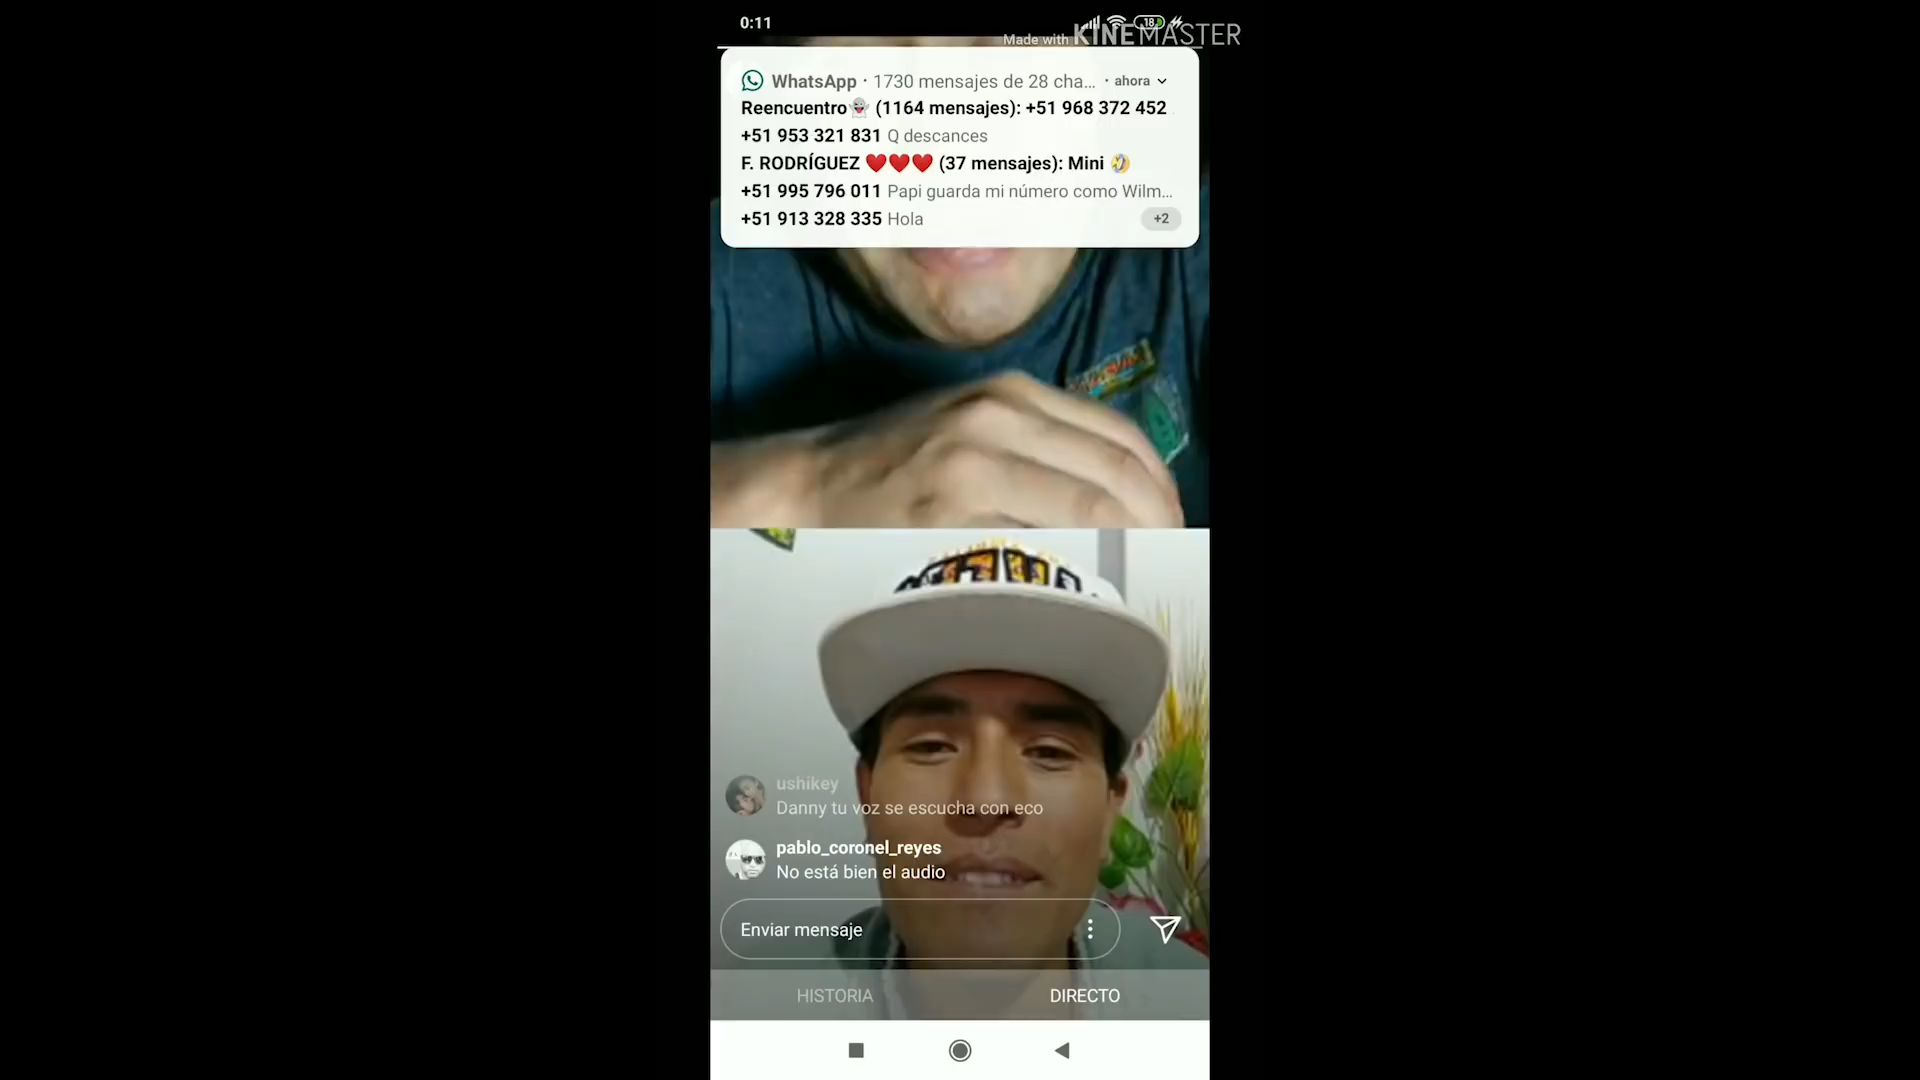 0:11
18
Made with KINEMASTER
WhatsApp · 1730 mensajes de 28 cha... · ahora
Reencuentro👻 (1164 mensajes): +51 968 372 452
+51 953 321 831 Q descances
F. RODRÍGUEZ ❤️❤️❤️ (37 mensajes): Mini 🤣
+51 995 796 011 Papi guarda mi número como Wilm...
+51 913 328 335 Hola
+2
ushikey
Danny tu voz se escucha con eco
pablo_coronel_reyes
No está bien el audio
Enviar mensaje
HISTORIA
DIRECTO